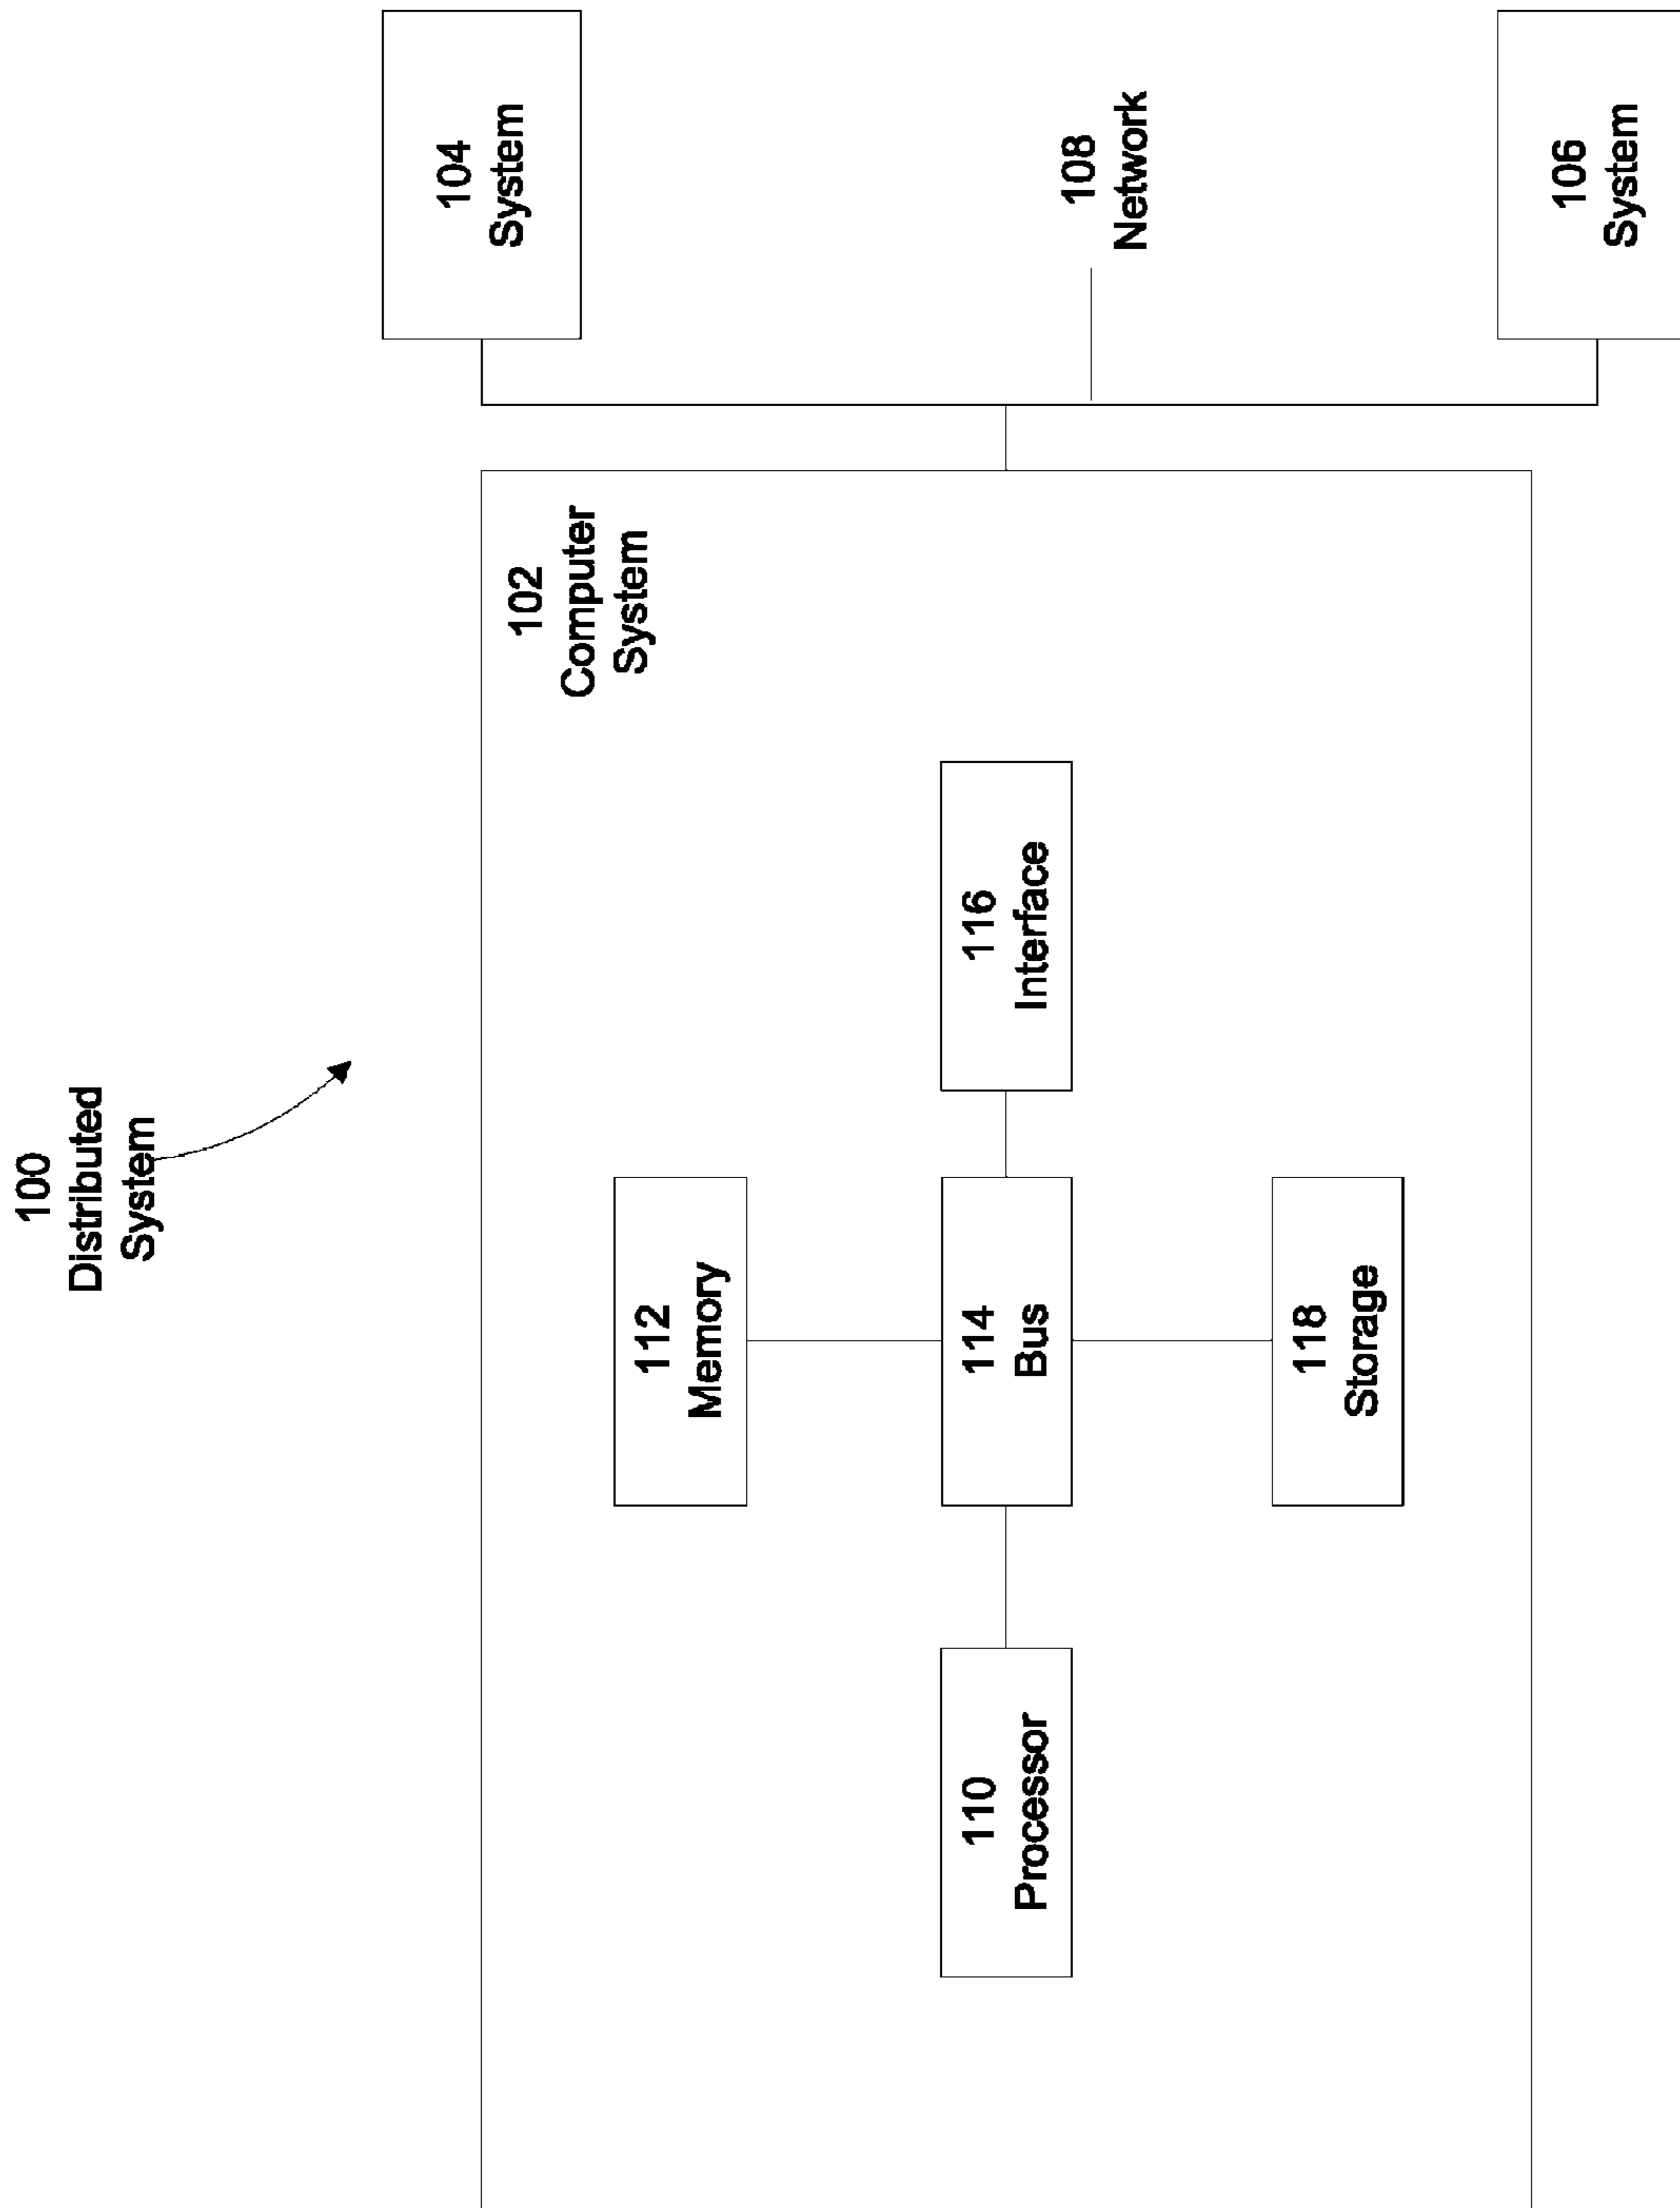 100
Distributed
System
102
Computer
System
104
System
112
Memory
110
Processor
114
Bus
116
Interface
108
Network
118
Storage
106
System